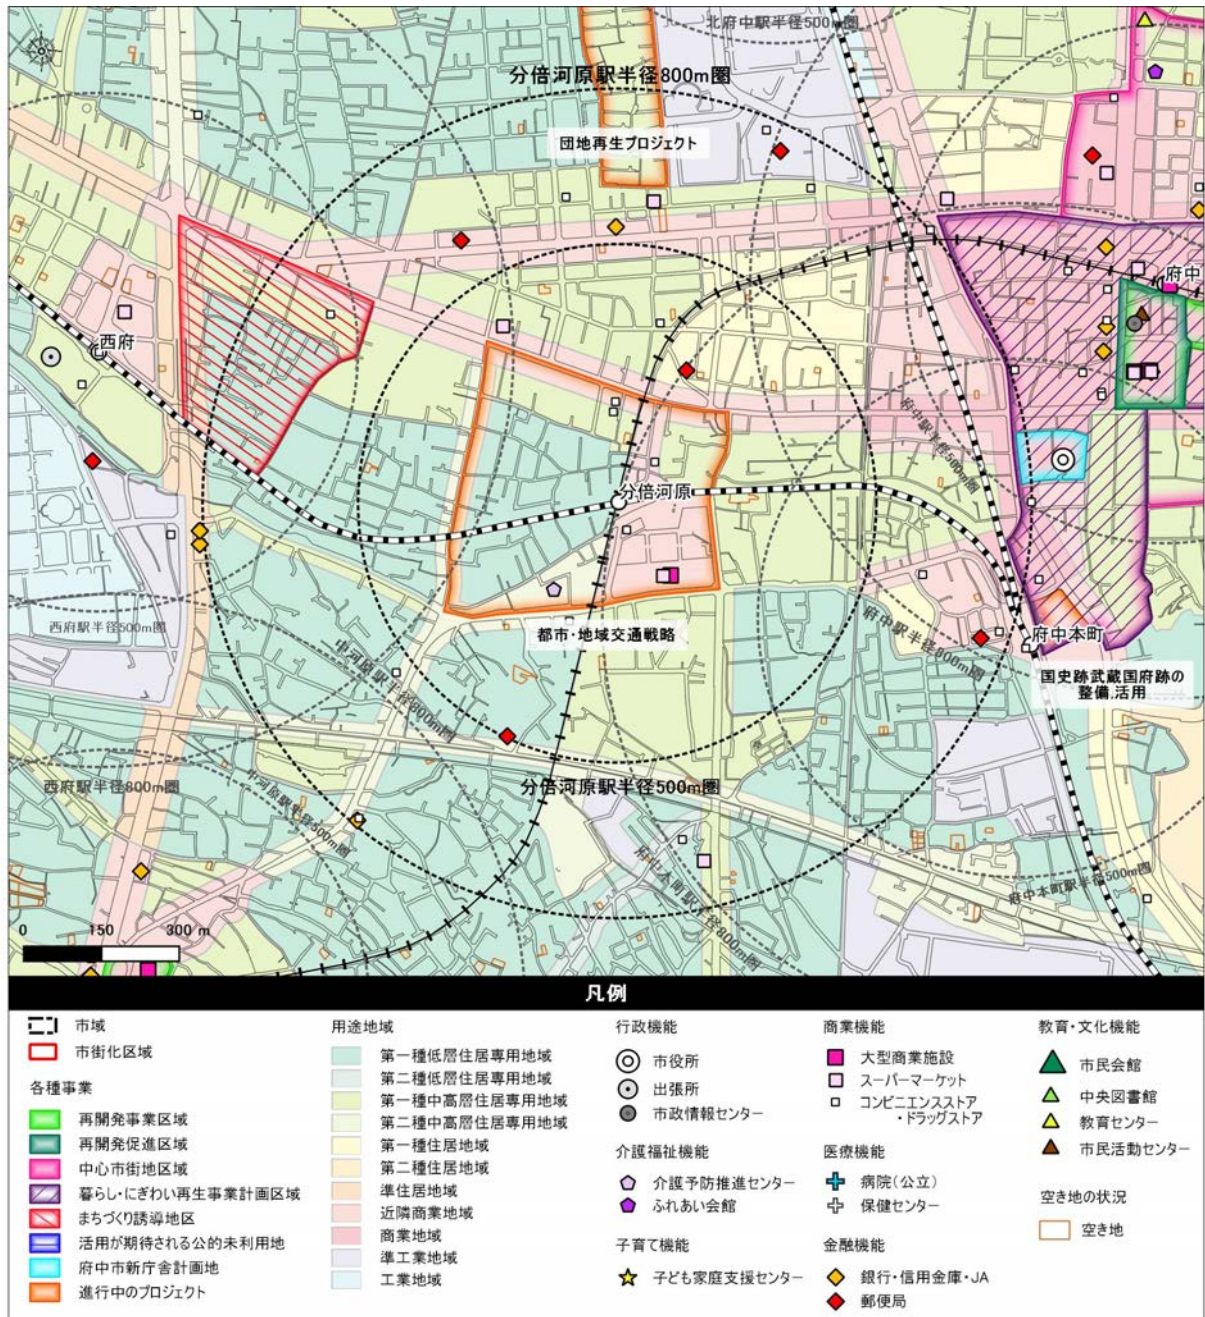 北府中駅半径500m圏
分倍河原駅半径800m圏
団地再生プロジェクト
府中
西府
府中駅半径500m圏
分倍河原
西府駅半径500m圏
都市・地域交通戦略
府中駅半径800m圏
府中本町
国史跡武蔵国府跡の
整備,活用
中河原駅半径800m圏
西府駅半径800m圏
分倍河原駅半径500m圏
中河原駅半径500m圏
府中本町駅半径800m圏
府中本町駅半径500m圏
0 150 300 m
凡例
市域
市街化区域
各種事業
再開発事業区域
再開発促進区域
中心市街地区域
暮らし・にぎわい再生事業計画区域
まちづくり誘導地区
活用が期待される公的未利用地
府中市新庁舎計画地
進行中のプロジェクト
用途地域
第一種低層住居専用地域
第二種低層住居専用地域
第一種中高層住居専用地域
第二種中高層住居専用地域
第一種住居地域
第二種住居地域
準住居地域
近隣商業地域
商業地域
準工業地域
工業地域
行政機能
市役所
出張所
市政情報センター
介護福祉機能
介護予防推進センター
ふれあい会館
子育て機能
子ども家庭支援センター
商業機能
大型商業施設
スーパーマーケット
コンビニエンスストア
・ドラッグストア
医療機能
病院(公立)
保健センター
金融機能
銀行・信用金庫・JA
郵便局
教育・文化機能
市民会館
中央図書館
教育センター
市民活動センター
空き地の状況
空き地